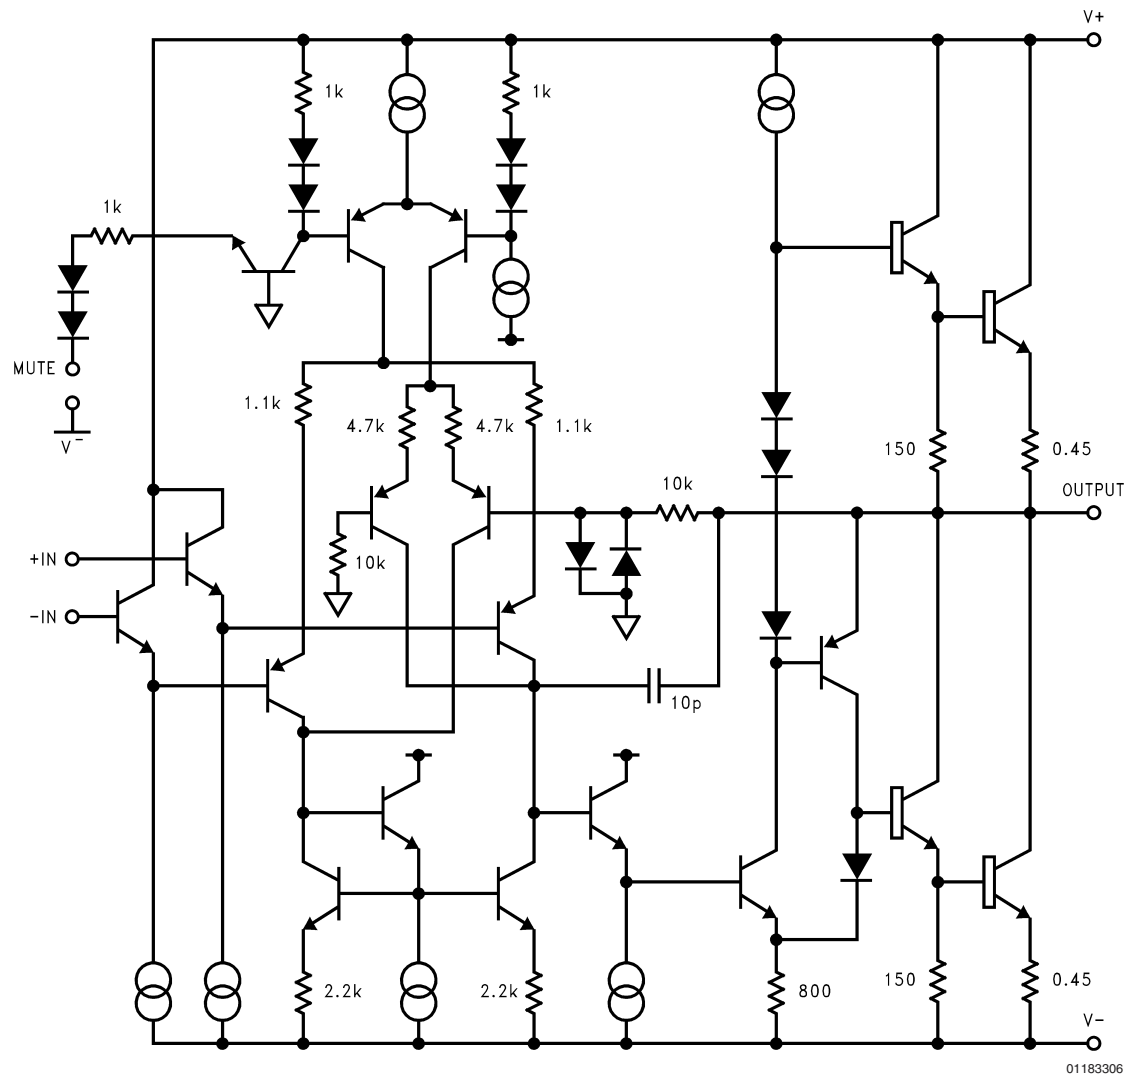 V+
1k
1k
1k
MUTE
V-
1.1k
4.7k
4.7k
1.1k
150
0.45
10k
OUTPUT
+IN
10k
-IN
10p
2.2k
2.2k
800
150
0.45
V-
01183306